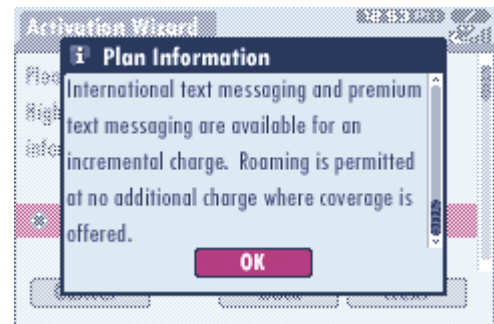 Activation Wizard
Plan Information
International text messaging and premium
text messaging are available for an
incremental charge.  Roaming is permitted
at no additional charge where coverage is
offered.
OK